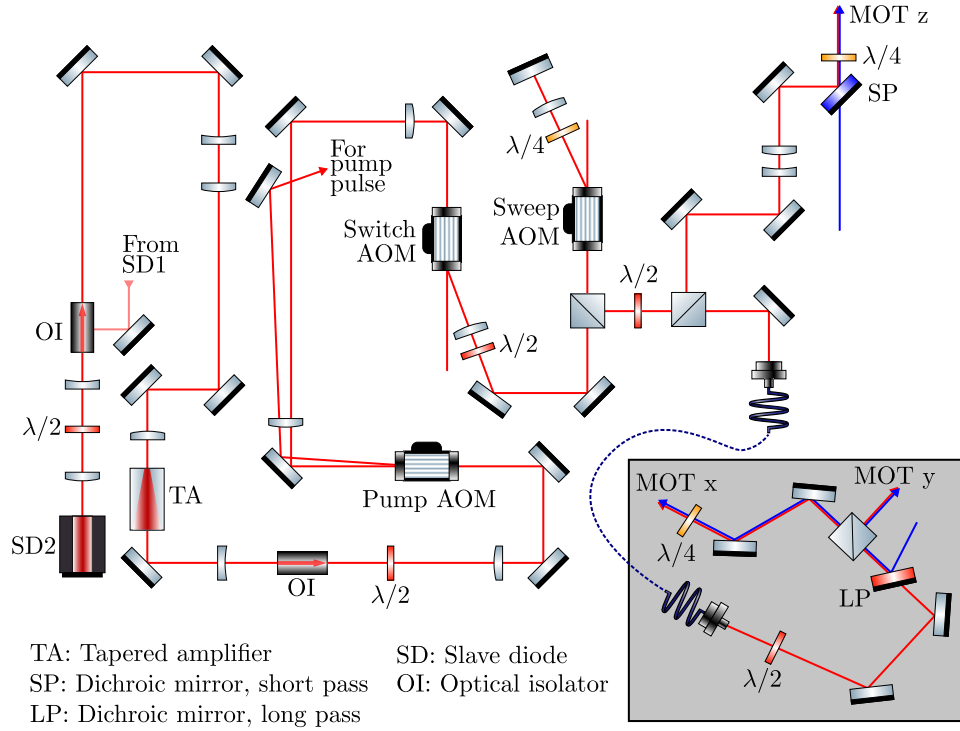 MOT z
λ/4
SP
λ/4
For
pump
pulse
Switch
AOM
Sweep
AOM
From
SD1
OI
λ/2
λ/2
λ/2
TA
Pump AOM
SD2
OI
λ/2
MOT x
MOT y
λ/4
LP
λ/2
TA: Tapered amplifier
SP: Dichroic mirror, short pass
LP: Dichroic mirror, long pass
SD: Slave diode
OI: Optical isolator